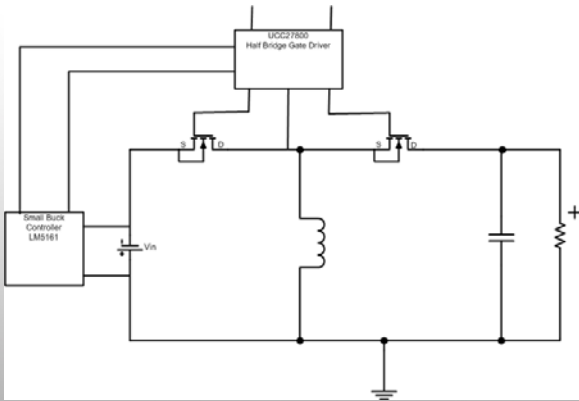 UCC27800
Half Bridge Gate Driver
S D
S D
Small Buck
Controller
LM5161
Vin
+